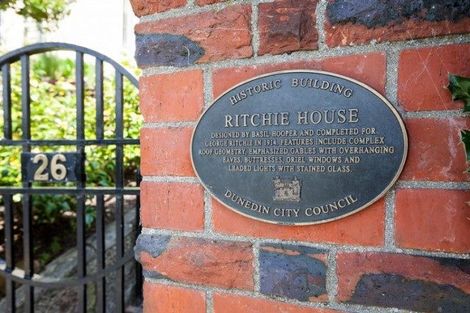 HISTORIC BUILDING
RITCHIE HOUSE
DESIGNED BY BASIL HOOPER AND COMPLETED FOR
GEORGE RITCHIE IN 1914. FEATURES INCLUDE COMPLEX
ROOF GEOMETRY, EMPHASIZED GABLES WITH OVERHANGING
EAVES, BUTTRESSES, ORIEL WINDOWS AND
LEADED LIGHTS WITH STAINED GLASS.
DUNEDIN CITY COUNCIL
26